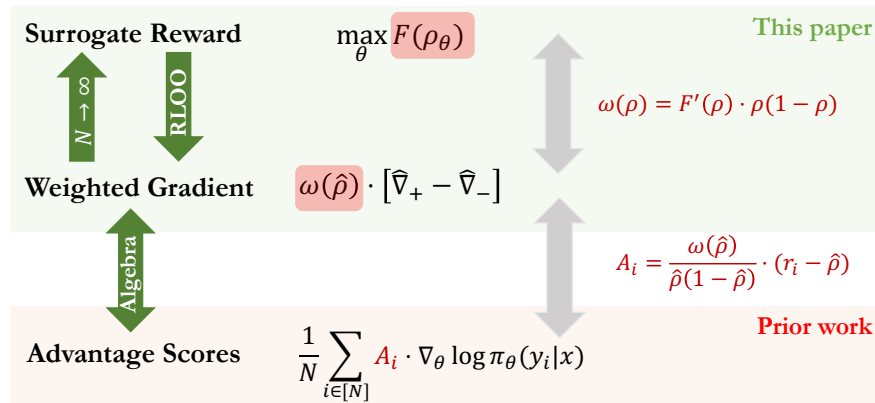 Surrogate Reward
max_θ F(ρ_θ)
This paper
N → ∞
RLOO
ω(ρ) = F′(ρ) · ρ(1 − ρ)
Weighted Gradient
ω(ρ̂) · [∇̂₊ − ∇̂₋]
Algebra
A_i = ω(ρ̂) / ρ̂(1 − ρ̂) · (r_i − ρ̂)
Prior work
Advantage Scores
1/N ∑_{i∈[N]} A_i · ∇_θ log π_θ(y_i|x)